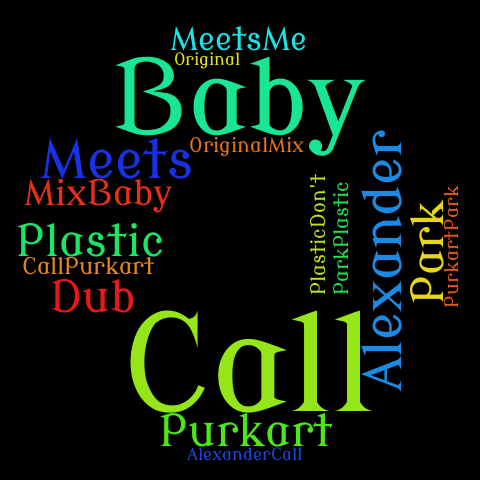 MeetsMe
Original
Baby
OriginalMix
Meets
MixBaby
Plastic
CallPurkart
Dub
PlasticDon't
ParkPlastic
Alexander
Park
PurkartPark
Call
Purkart
AlexanderCall